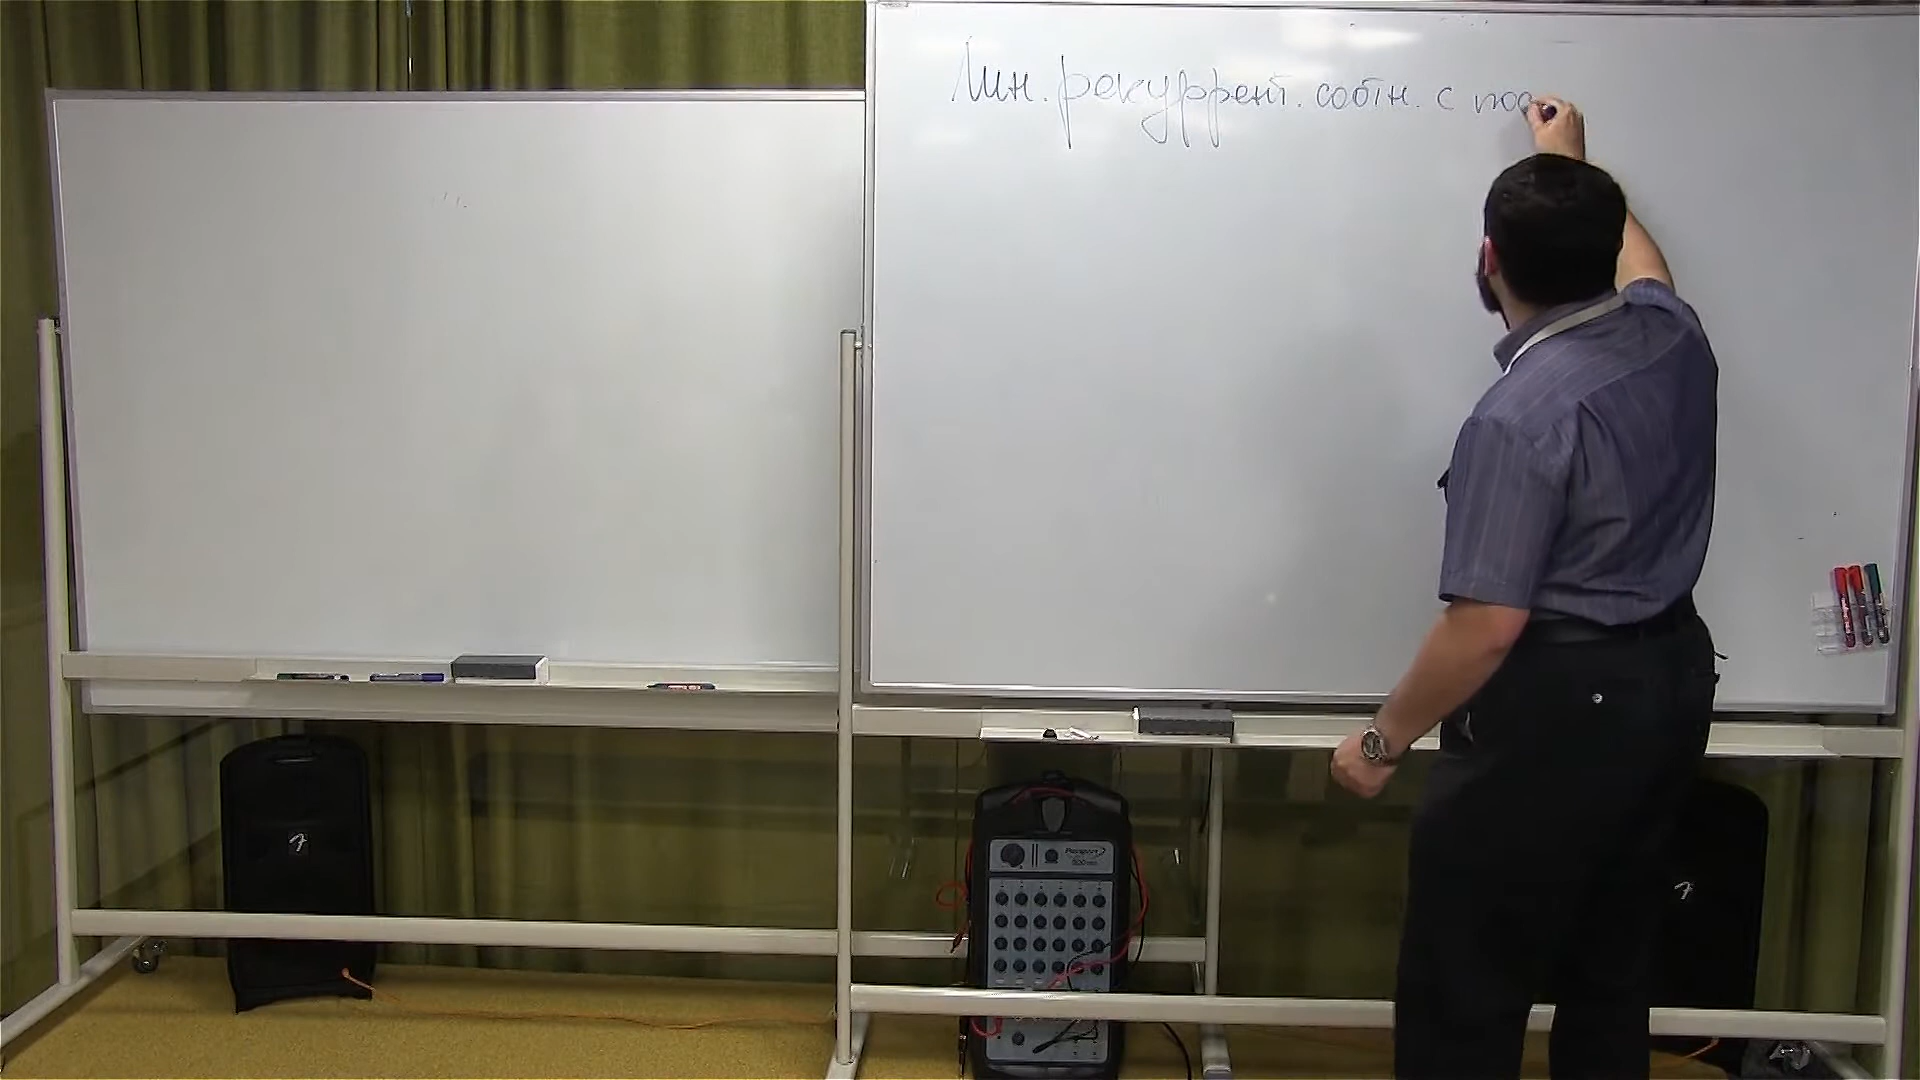 Лин. рекуррент. соотн. с пос